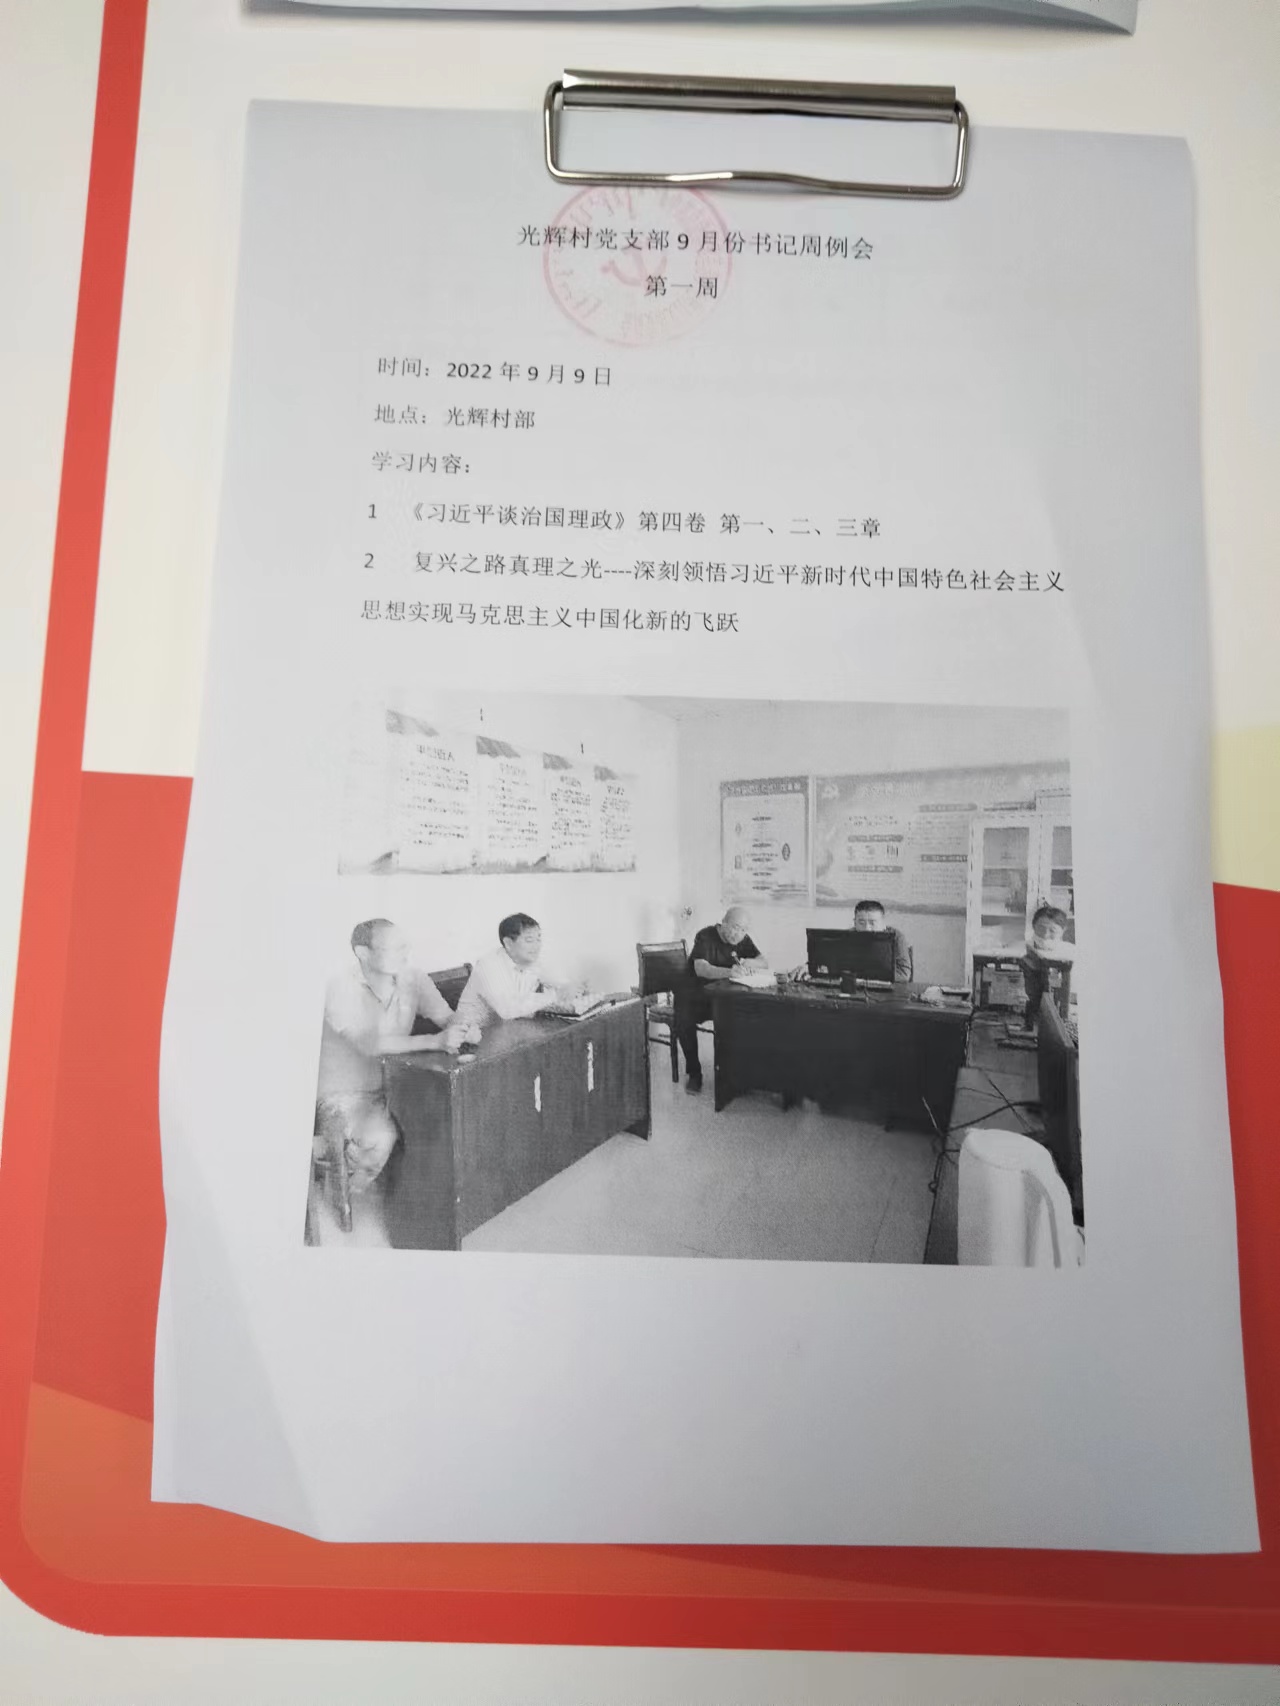 光辉村党支部 9 月份书记周例会
第一周
时间：2022 年 9 月 9 日
地点：光辉村部
学习内容：
1 《习近平谈治国理政》第四卷 第一、二、三章
2 复兴之路真理之光----深刻领悟习近平新时代中国特色社会主义
思想实现马克思主义中国化新的飞跃